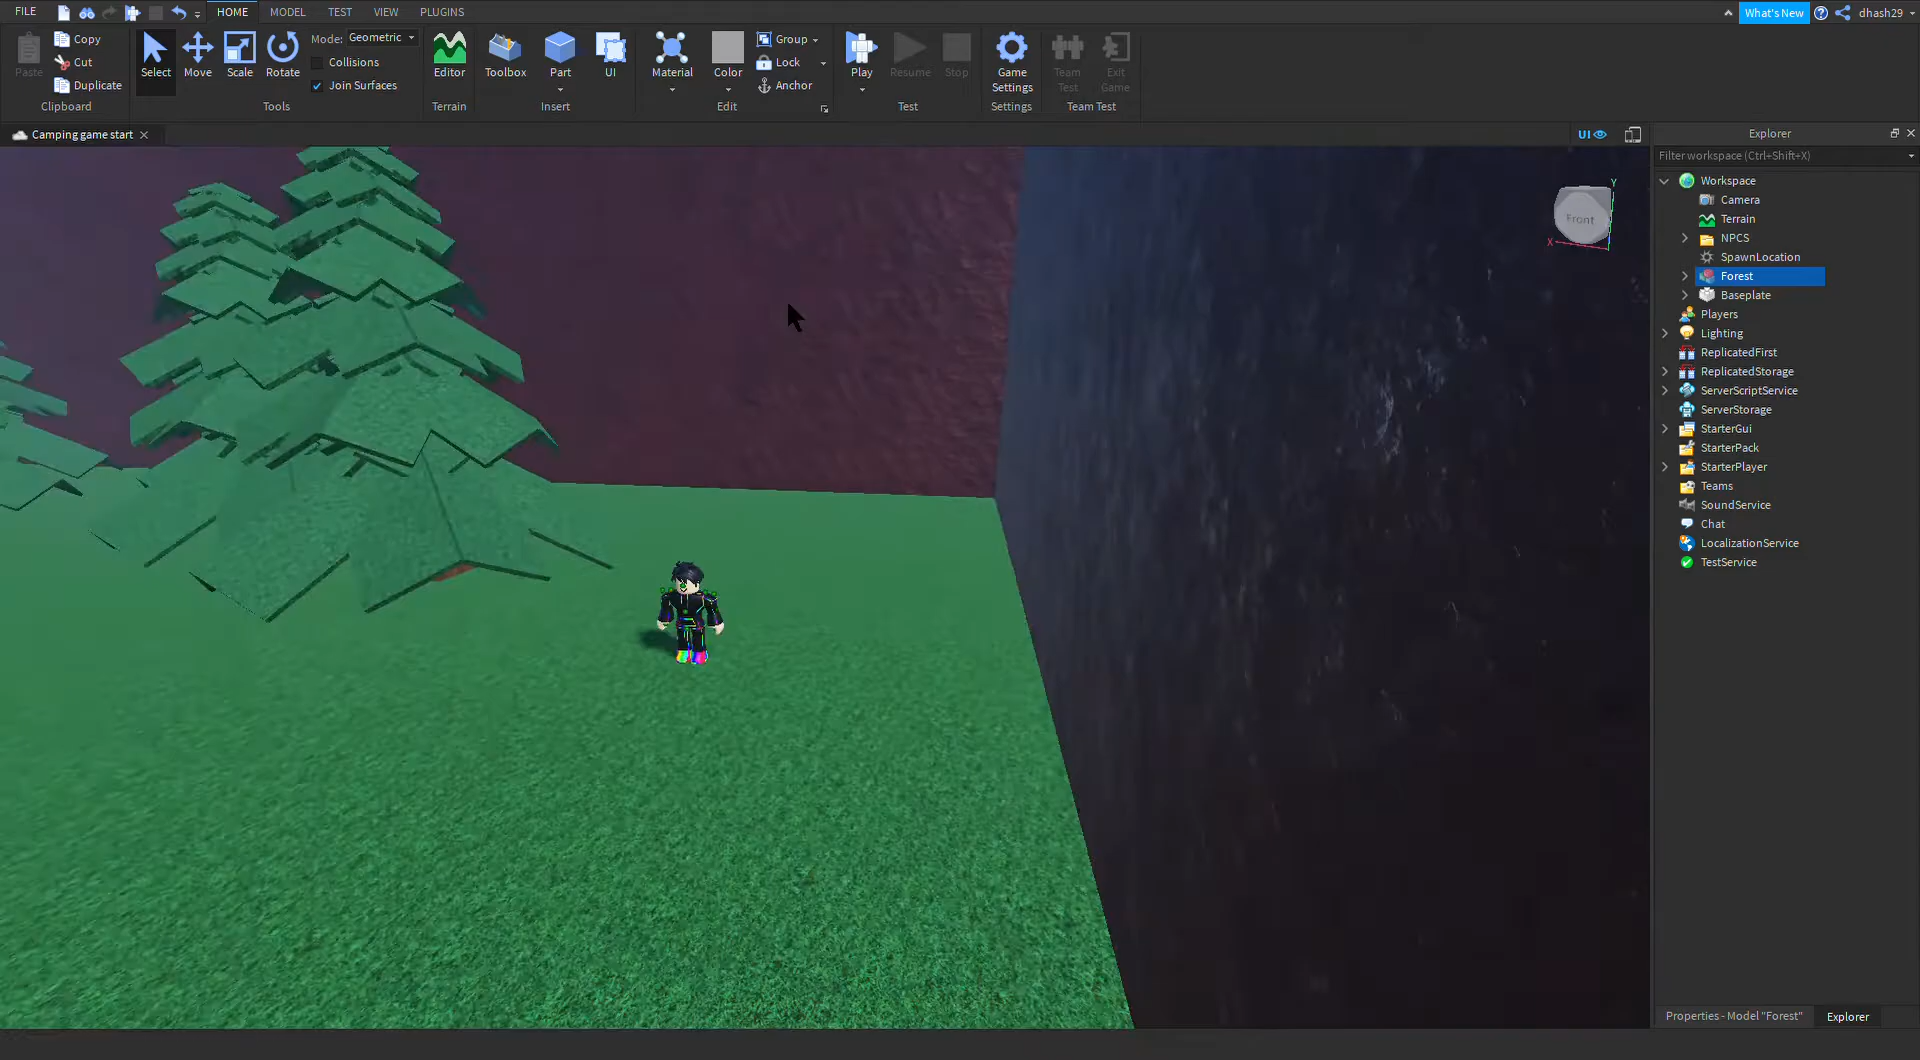 FILE
HOME
MODEL
TEST
VIEW
PLUGINS
What's New
dhash29
Paste
Copy
Cut
Duplicate
Clipboard
Select
Move
Scale
Rotate
Mode: Geometric
Collisions
Join Surfaces
Tools
Editor
Terrain
Toolbox
Part
UI
Insert
Material
Color
Group
Lock
Anchor
Edit
Play
Resume
Stop
Test
Game
Settings
Settings
Team
Test
Exit
Game
Team Test
Camping game start
UI
Explorer
Filter workspace (Ctrl+Shift+X)
Workspace
Camera
Terrain
NPCS
SpawnLocation
Forest
Baseplate
Players
Lighting
ReplicatedFirst
ReplicatedStorage
ServerScriptService
ServerStorage
StarterGui
StarterPack
StarterPlayer
Teams
SoundService
Chat
LocalizationService
TestService
Y
Front
X
Properties - Model "Forest"
Explorer